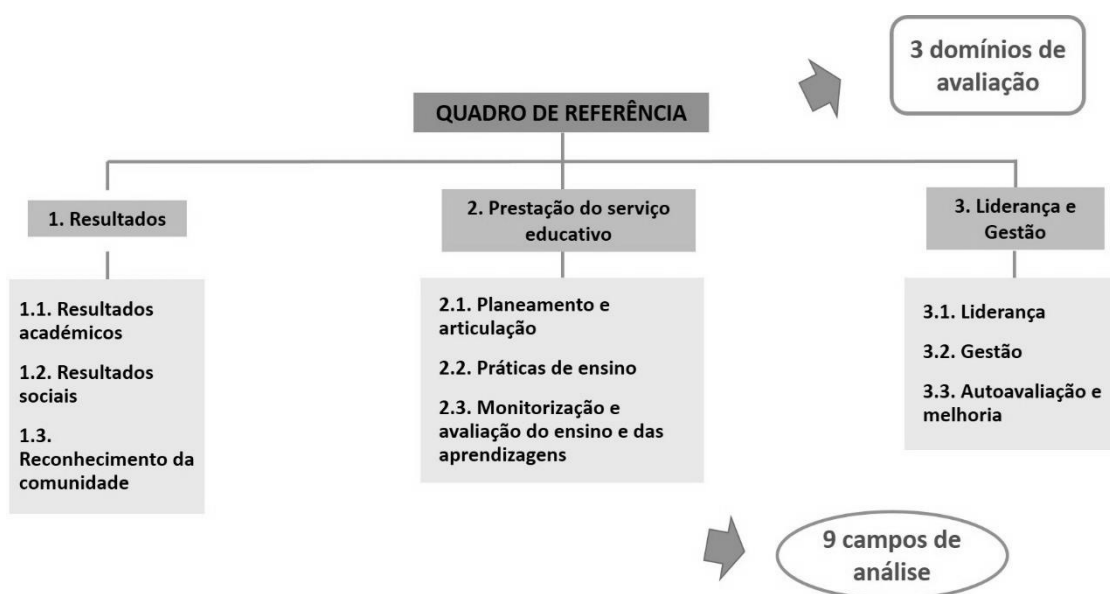 3 domínios de
avaliação
QUADRO DE REFERÊNCIA
1. Resultados
2. Prestação do serviço
educativo
3. Liderança e
Gestão
1.1. Resultados
académicos
1.2. Resultados
sociais
1.3.
Reconhecimento da
comunidade
2.1. Planeamento e
articulação
2.2. Práticas de ensino
2.3. Monitorização e
avaliação do ensino e das
aprendizagens
3.1. Liderança
3.2. Gestão
3.3. Autoavaliação e
melhoria
9 campos de
análise